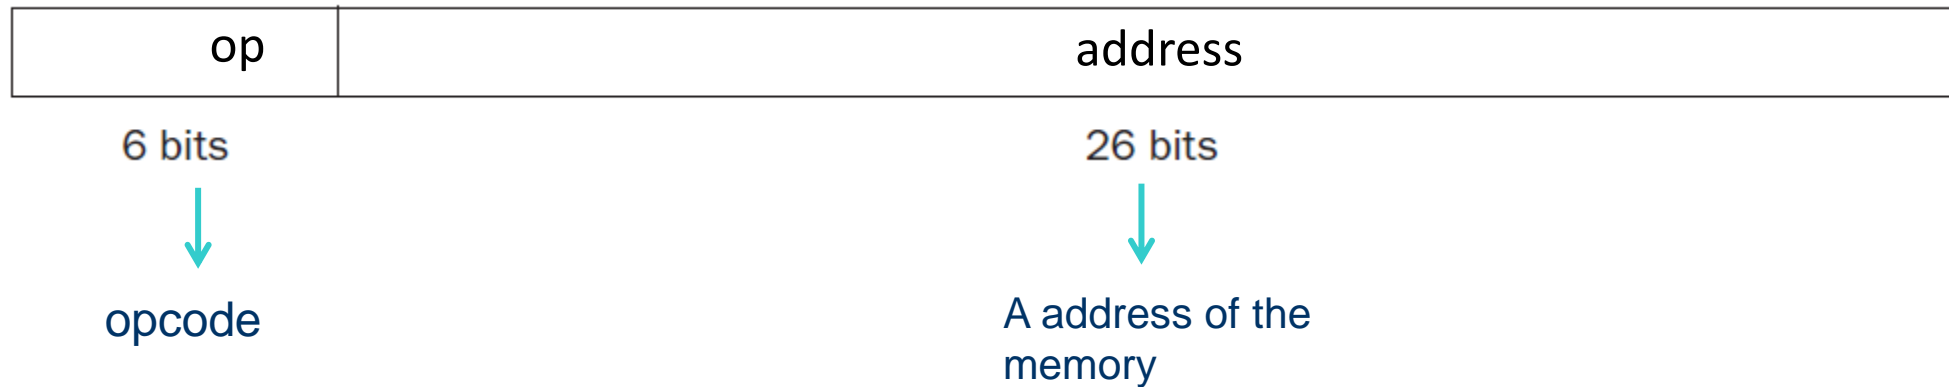 op address
6 bits 26 bits
opcode A address of the
memory